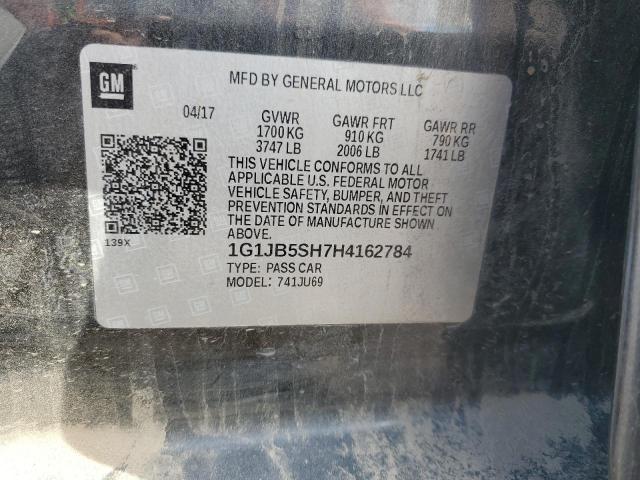 GM
MFD BY GENERAL MOTORS LLC
04/17 GVWR GAWR FRT GAWR RR
1700 KG 910 KG 790 KG
3747 LB 2006 LB 1741 LB
THIS VEHICLE CONFORMS TO ALL
APPLICABLE U.S. FEDERAL MOTOR
VEHICLE SAFETY, BUMPER, AND THEFT
PREVENTION STANDARDS IN EFFECT ON
THE DATE OF MANUFACTURE SHOWN
ABOVE.
139X
1G1JB5SH7H4162784
TYPE: PASS CAR
MODEL: 741JU69